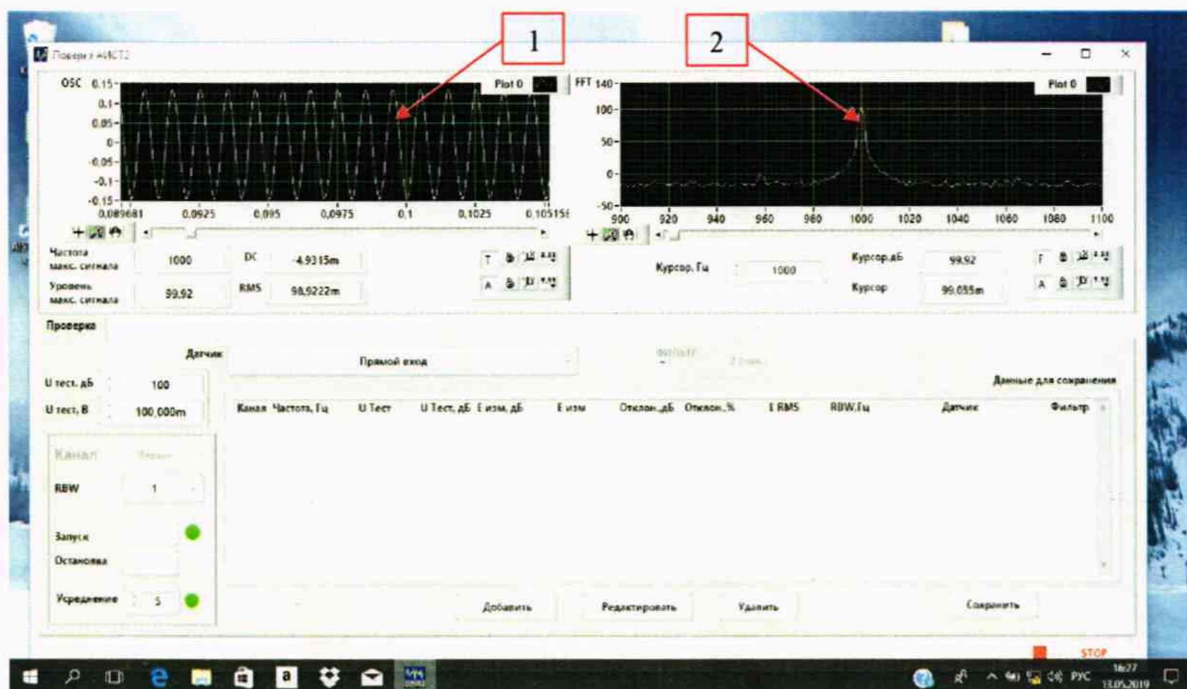 1
2
Поверка АИСТ2
OSC
Plot 0
0.15
0.1
0.05
0
-0.05
-0.1
-0.15
0.089681 0.0925 0.095 0.0975 0.1 0.1025
FFT
Plot 0
140
100
50
0
-50
900 920 940 960 980 1000 1020 1040 1060 1080 1100
Частота макс. сигнала 1000 DC -4.9315m
Уровень макс. сигнала 99,92 RMS 98,9222m
Курсор, Гц 1000
Курсор,дБ 99,92
Курсор 99,035m
Проверка
Датчик Прямой вход
U тест, дБ 100
U тест, В 100,000m
Данные для сохранения
Канал Частота, Гц U Тест U Тест, дБ E изм, дБ E изм Отклон.,дБ Отклон.,% E RMS RBW,Гц Датчик Фильтр
Канал
RBW 1
Запуск
Остановка
Усреднение 5
Добавить Редактировать Удалить Сохранить
STOP
РУС 16:27
13.05.2019